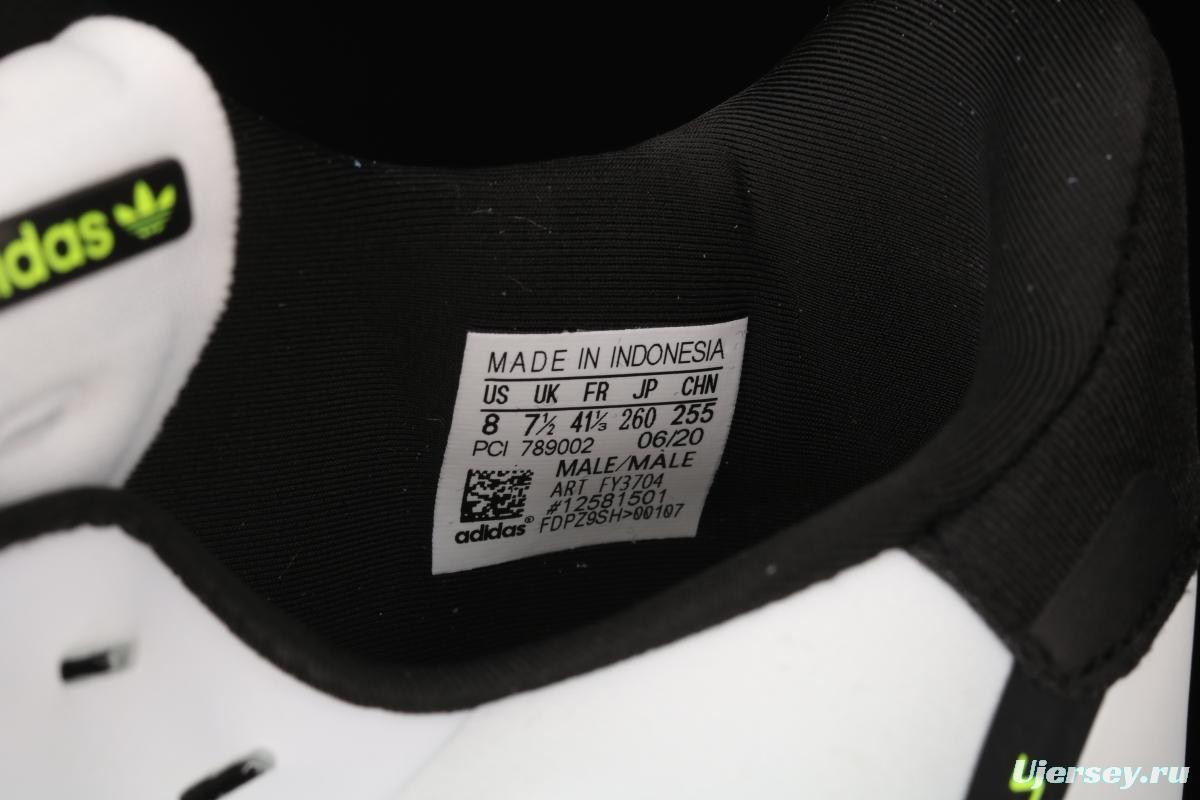 adidas
MADE IN INDONESIA
US UK FR JP CHN
8 7½ 41⅓ 260 255
PCI 789002 06/20
MALE/MÂLE
ART FY3704
#12581501
adidas® FDPZ9SH>00107
4
Ujersey.ru